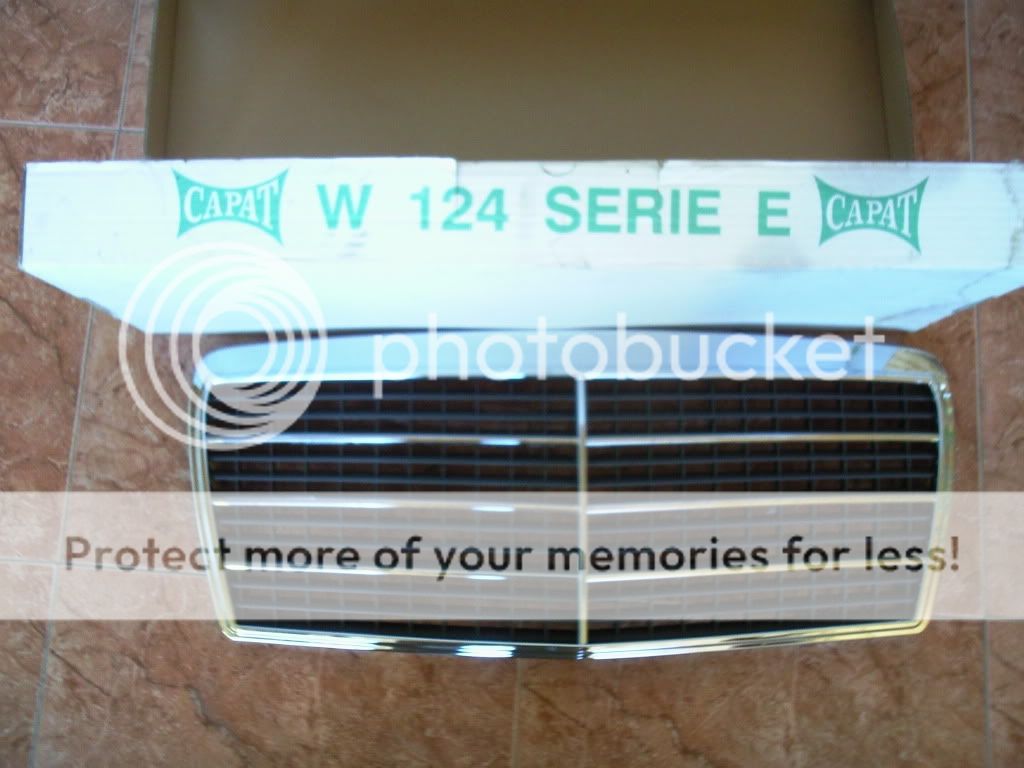 CAPAT W 124 SERIE E CAPAT
photobucket
Protect more of your memories for less!